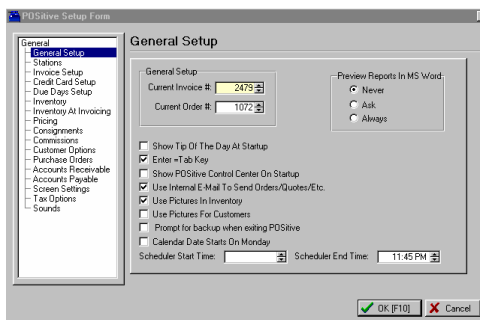 POSitive Setup Form
General
General Setup
Stations
Invoice Setup
Credit Card Setup
Due Days Setup
Inventory
Inventory At Invoicing
Pricing
Consignments
Commissions
Customer Options
Purchase Orders
Accounts Receivable
Accounts Payable
Screen Settings
Tax Options
Sounds
General Setup
General Setup
Current Invoice #: 2479
Current Order #: 1072
Preview Reports In MS Word
Never
Ask
Always
Show Tip Of The Day At Startup
Enter =Tab Key
Show POSitive Control Center On Startup
Use Internal E-Mail To Send Orders/Quotes/Etc.
Use Pictures In Inventory
Use Pictures For Customers
Prompt for backup when exiting POSitive
Calendar Date Starts On Monday
Scheduler Start Time: Scheduler End Time: 11:45 PM
OK [F10] Cancel